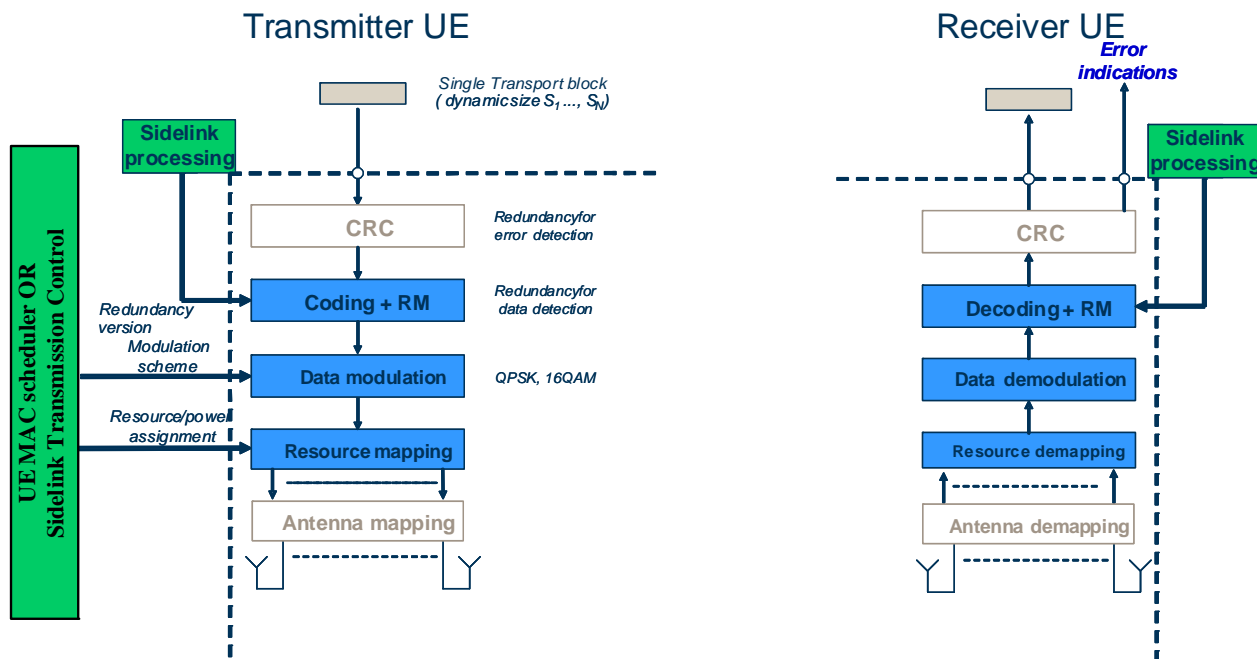 Transmitter UE
Receiver UE
Single Transport block
( dynamicsize S1 ..., SN)
Error
indications
Sidelink
processing
Sidelink
processing
UE MAC scheduler OR
Sidelink Transmission Control
CRC
Redundancyfor
error detection
CRC
Coding + RM
Redundancyfor
data detection
Decoding + RM
Redundancy
version
Modulation
scheme
Data modulation
QPSK, 16QAM
Data demodulation
Resource/power
assignment
Resource mapping
Resource demapping
Antenna mapping
Antenna demapping